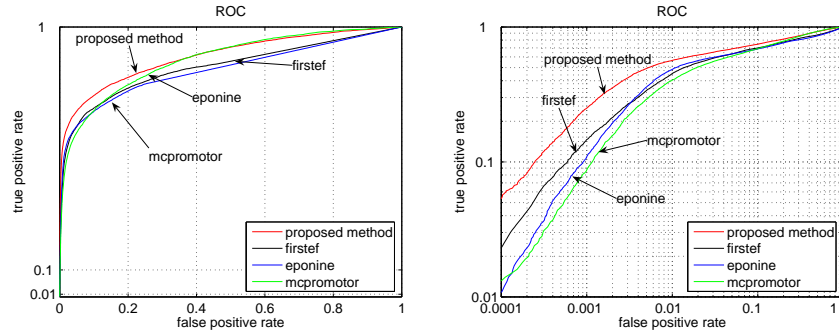 ROC
1
proposed method
firstef
eponine
mcpromotor
true positive rate
0.1
0.01
proposed method
firstef
eponine
mcpromotor
0
0.2
0.4
0.6
0.8
1
false positive rate
ROC
1
proposed method
firstef
mcpromotor
0.1
eponine
true positive rate
proposed method
firstef
eponine
mcpromotor
0.01
0.0001
0.001
0.01
0.1
1
false positive rate